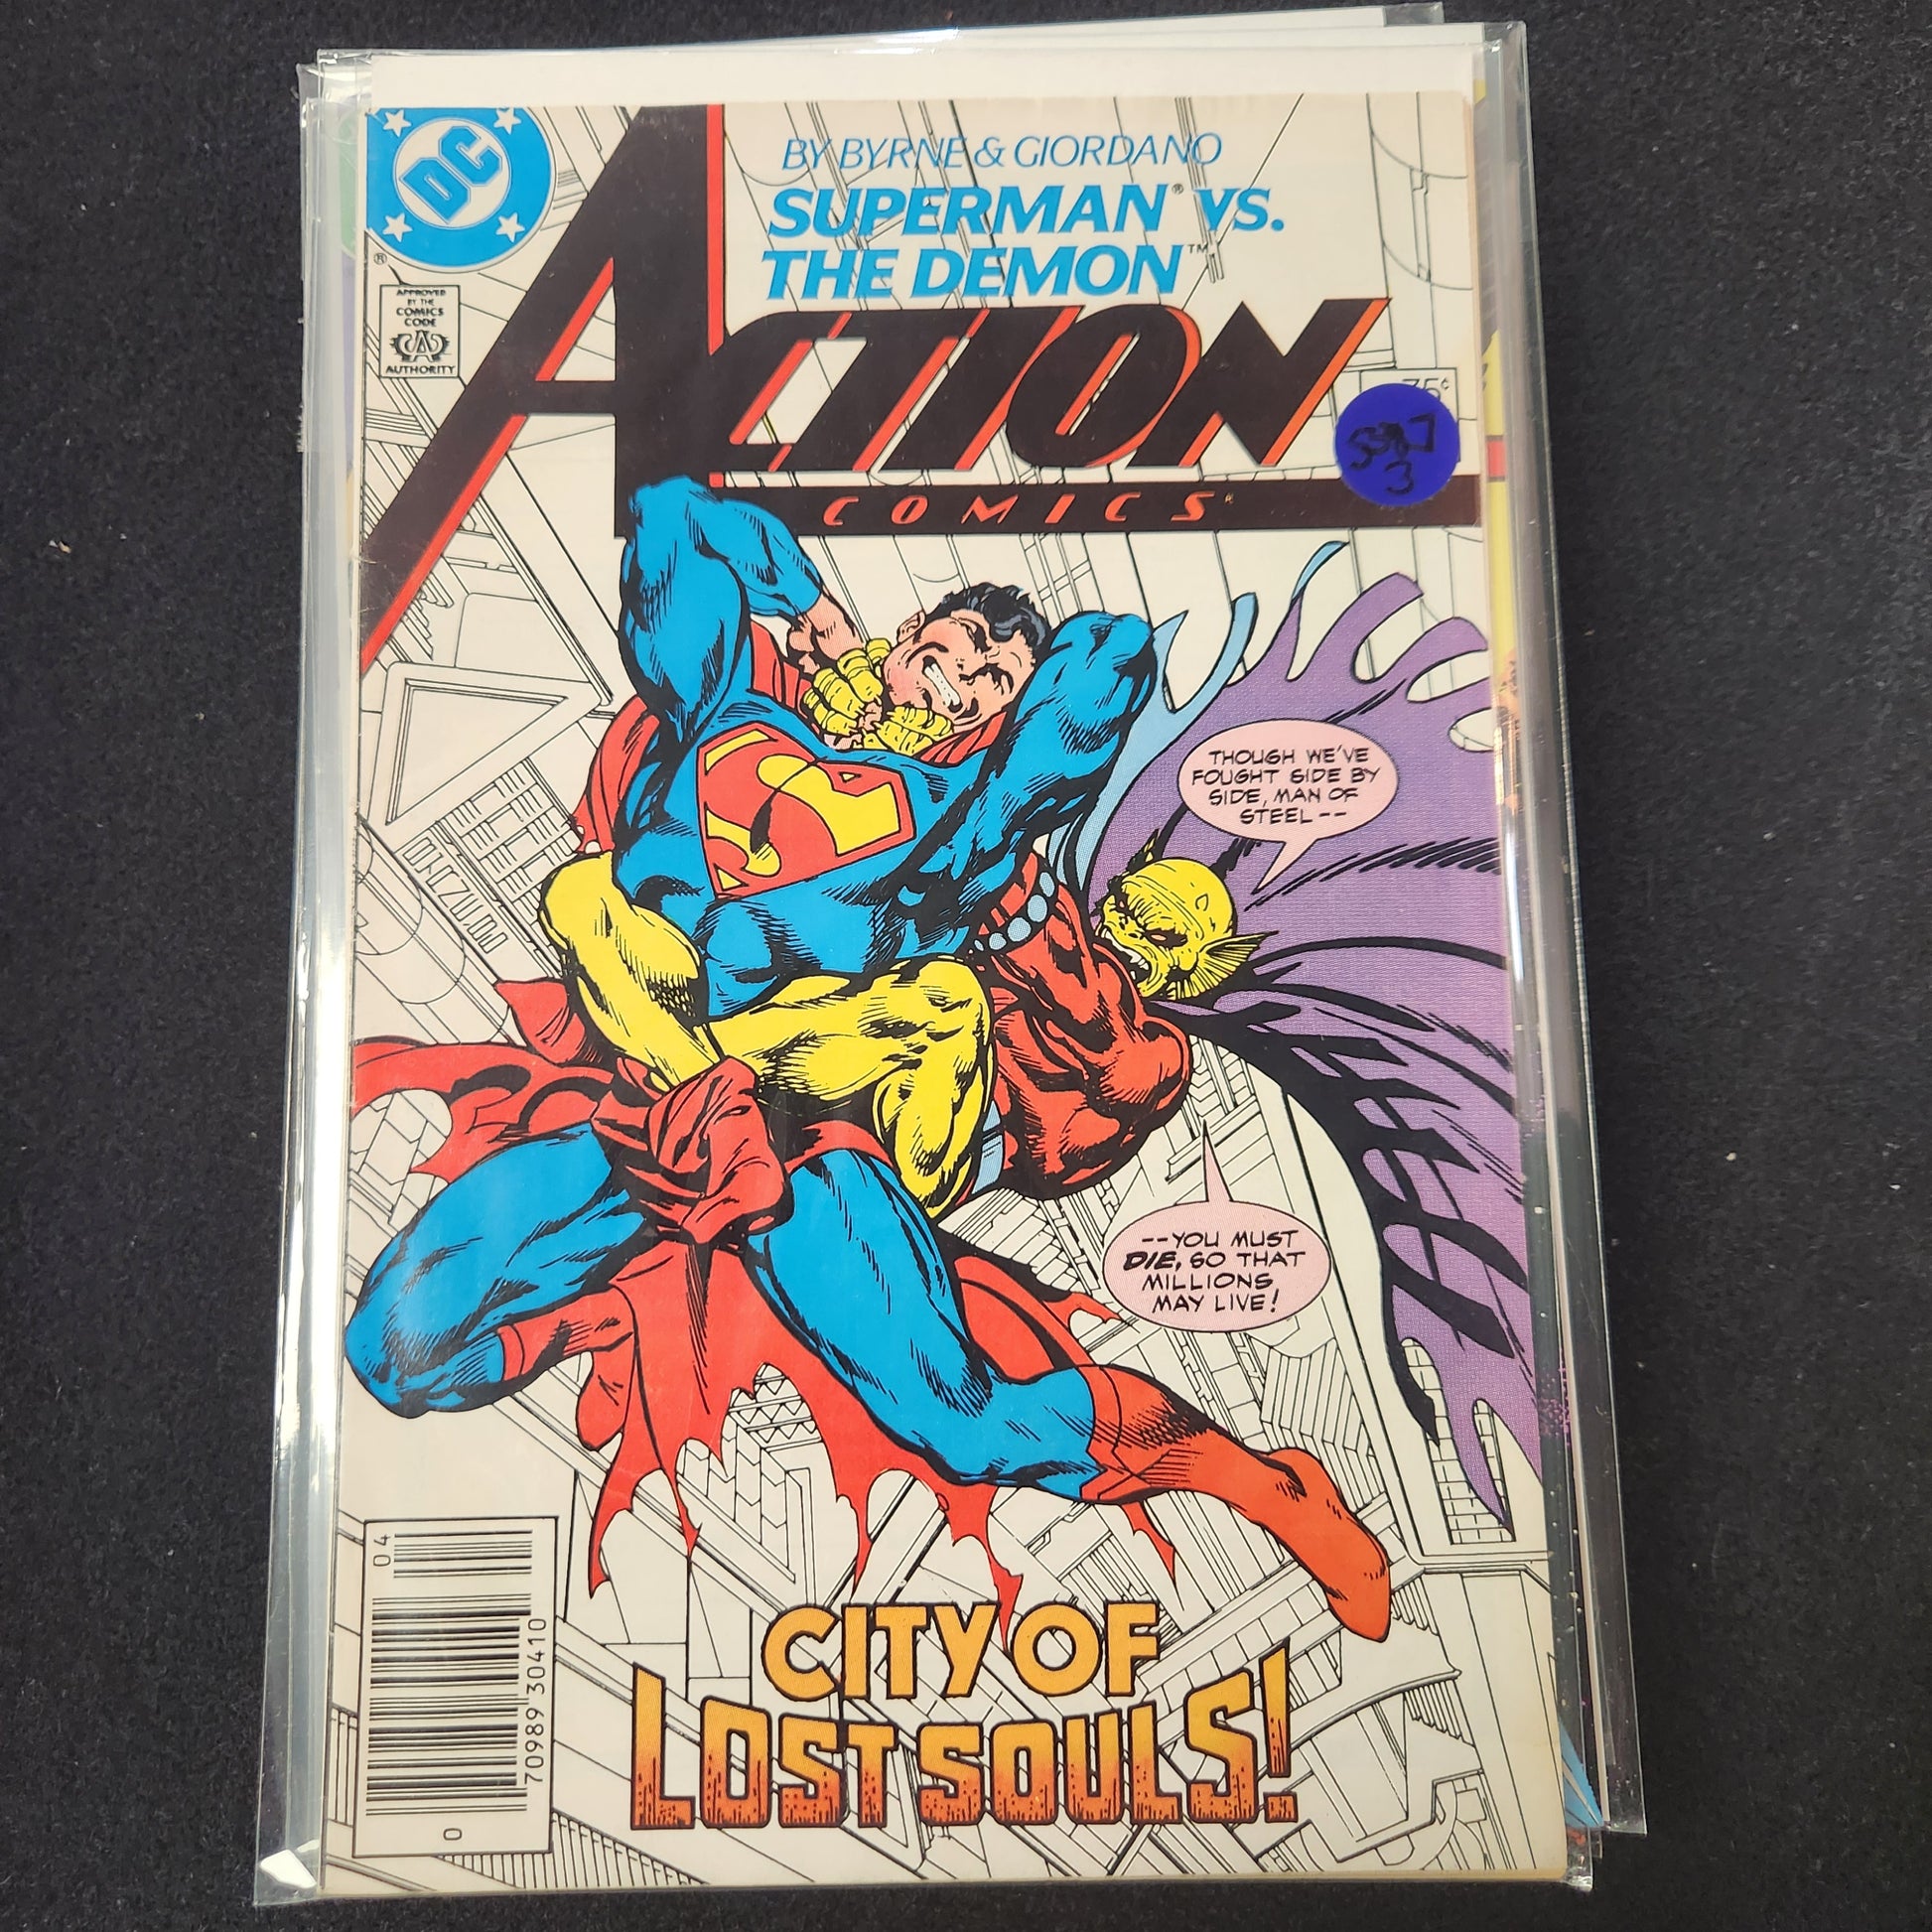 DC
®
BY BYRNE & GIORDANO
SUPERMAN® VS.
THE DEMON™
APPROVED
BY THE
COMICS
CODE
CA
AUTHORITY
ACTION
75¢
COMICS®
3
THOUGH WE'VE
FOUGHT SIDE BY
SIDE, MAN OF
STEEL--
--YOU MUST
DIE, SO THAT
MILLIONS
MAY LIVE!
04
70989 30410
0
CITY OF
LOST SOULS!